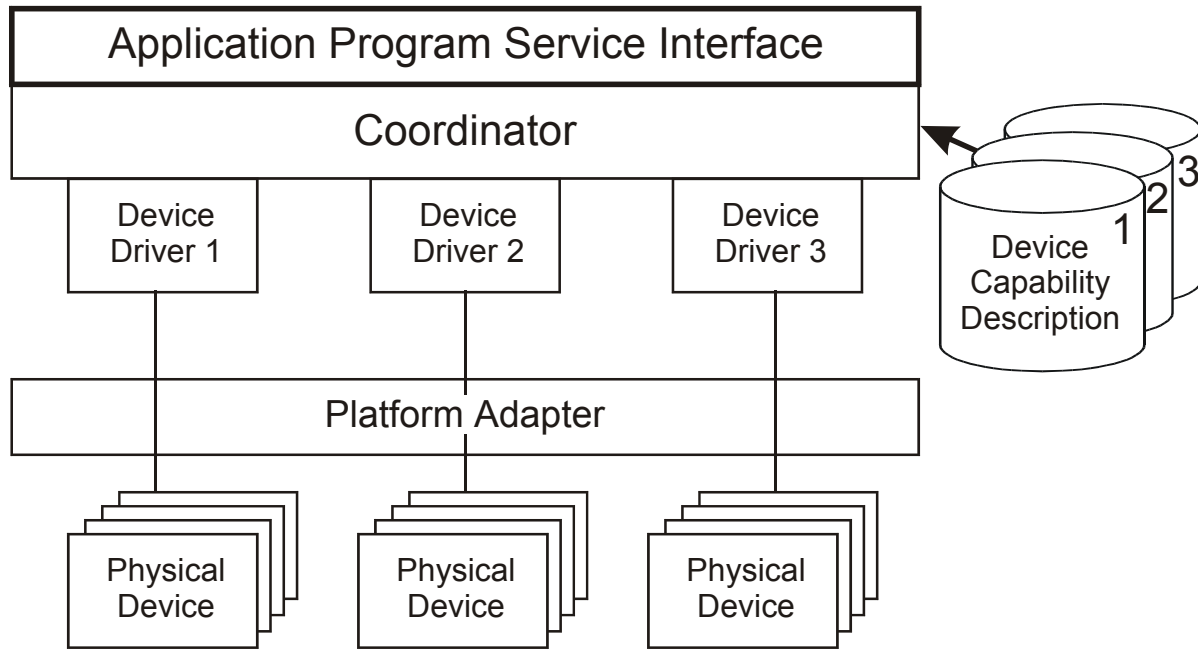 Application Program Service Interface
Coordinator
Device
Driver 1
Device
Driver 2
Device
Driver 3
3
2
1
Device
Capability
Description
Platform Adapter
Physical
Device
Physical
Device
Physical
Device